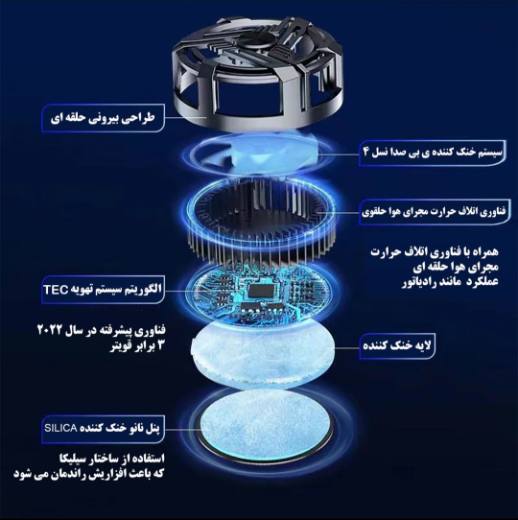 طراحی بیرونی حلقه ای
سیستم خنک کننده ی بی صدا نسل ۴
فناوری اتلاف حرارت مجرای هوا حلقوی
همراه با فناوری اتلاف حرارت
مجرای هوا حلقه ای
عملکرد مانند رادیاتور
الگوریتم سیستم تهویه TEC
فناوری پیشرفته در سال ۲۰۲۲
۳ برابر قویتر
لایه خنک کننده
پنل نانو خنک کننده SILICA
استفاده از ساختار سیلیکا
که باعث افزاریش راندمان می شود